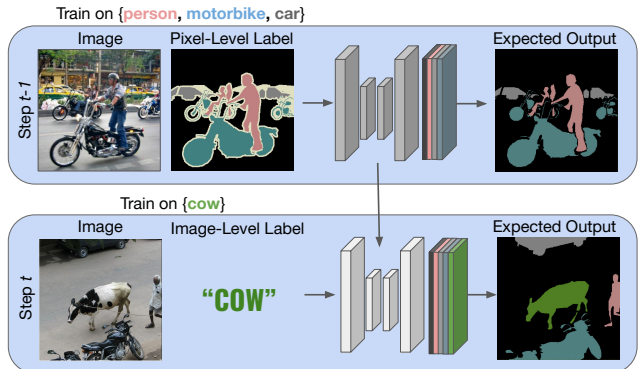 Train on {person, motorbike, car}
Image
Pixel-Level Label
Expected Output
Step t-1
Train on {cow}
Image
Image-Level Label
Expected Output
Step t
“COW”